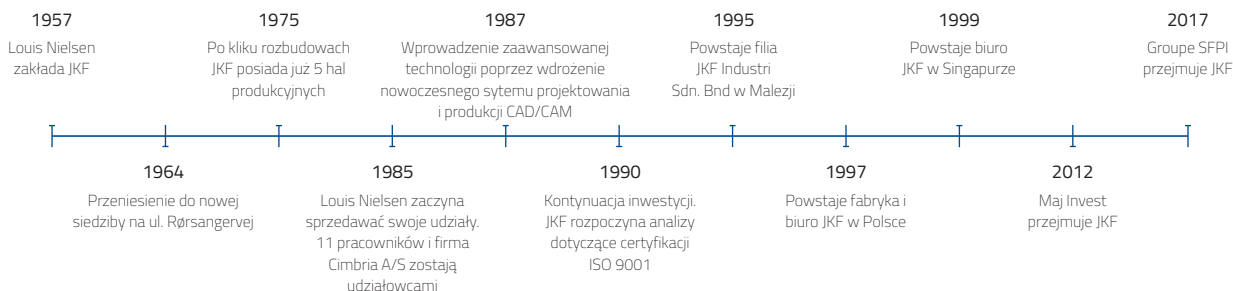 1957
Louis Nielsen
zakłada JKF
1964
Przeniesienie do nowej
siedziby na ul. Rørsangervej
1975
Po kliku rozbudowach
JKF posiada już 5 hal
produkcyjnych
1985
Louis Nielsen zaczyna
sprzedawać swoje udziały.
11 pracowników i firma
Cimbria A/S zostają
udziałowcami
1987
Wprowadzenie zaawansowanej
technologii poprzez wdrożenie
nowoczesnego sytemu projektowania
i produkcji CAD/CAM
1990
Kontynuacja inwestycji.
JKF rozpoczyna analizy
dotyczące certyfikacji
ISO 9001
1995
Powstaje filia
JKF Industri
Sdn. Bnd w Malezji
1997
Powstaje fabryka i
biuro JKF w Polsce
1999
Powstaje biuro
JKF w Singapurze
2012
Maj Invest
przejmuje JKF
2017
Groupe SFPI
przejmuje JKF